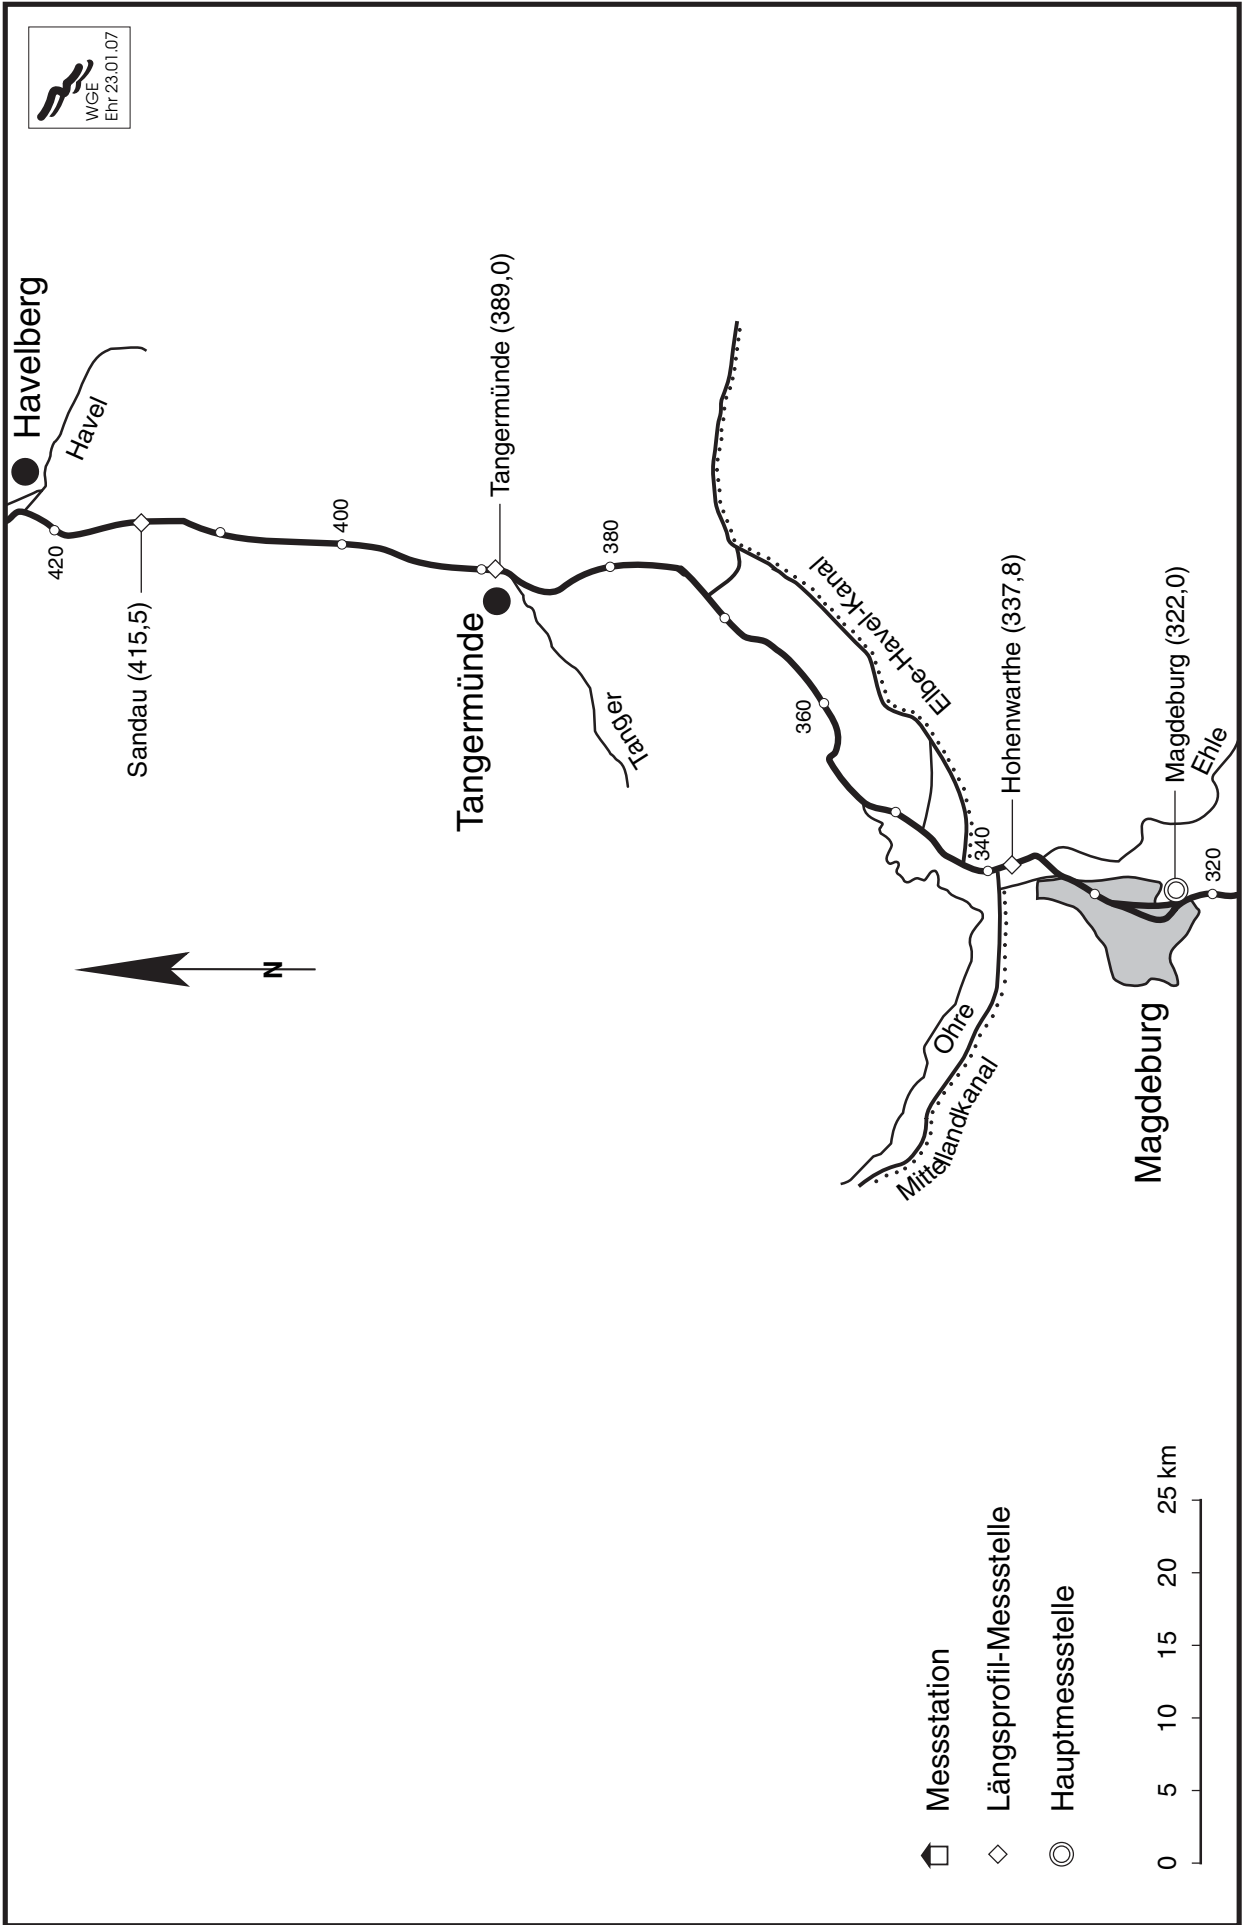 WGE
Ehr 23.01.07
Havelberg
Havel
420
Sandau (415,5)
400
Tangermünde (389,0)
Tangermünde
380
Tanger
Elbe-Havel-Kanal
360
340
Hohenwarthe (337,8)
Magdeburg (322,0)
Ehle
320
N
Ohre
Mittellandkanal
Magdeburg
Messstation
Längsprofil-Messstelle
Hauptmessstelle
0 5 10 15 20 25 km